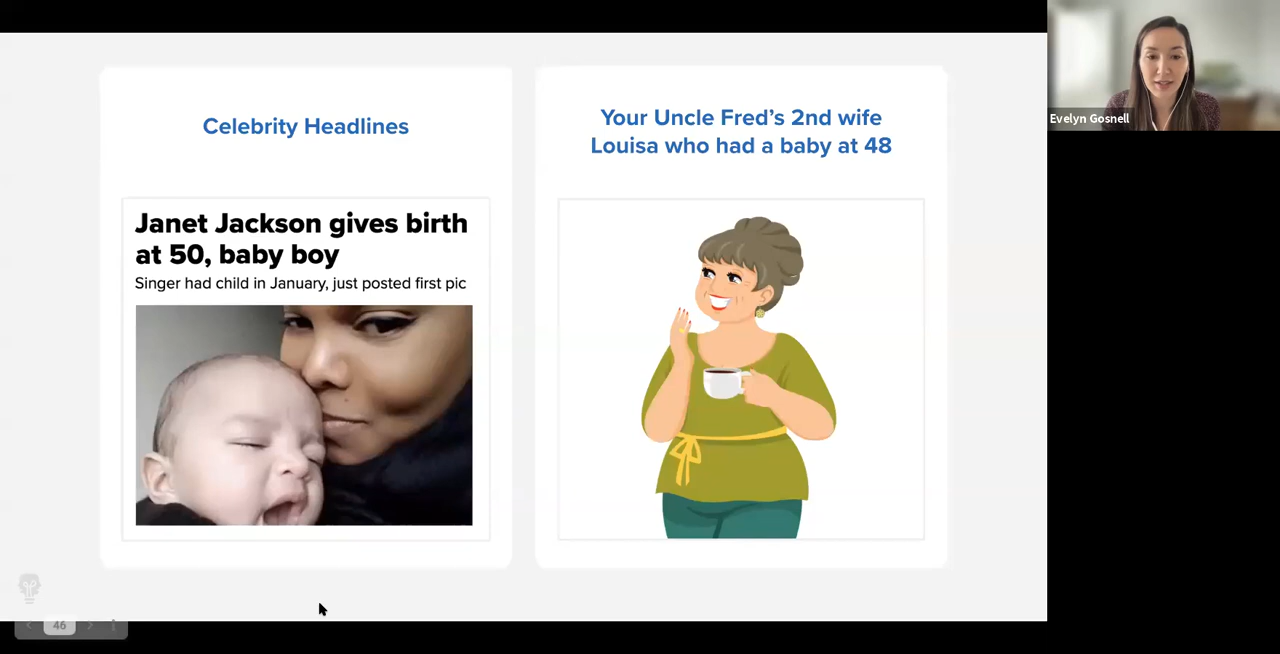 Celebrity Headlines
Janet Jackson gives birth
at 50, baby boy
Singer had child in January, just posted first pic
Your Uncle Fred's 2nd wife
Louisa who had a baby at 48
Evelyn Gosnell
46